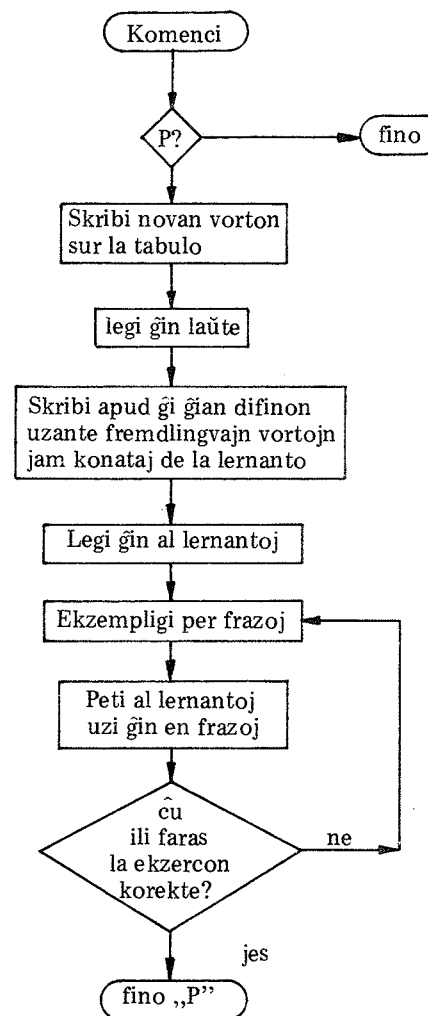 Komenci
P?
fino
Skribi novan vorton
sur la tabulo
legi ĝin laŭte
Skribi apud ĝi ĝian difinon
uzante fremdlingvajn vortojn
jam konataj de la lernanto
Legi ĝin al lernantoj
Ekzempligi per frazoj
Peti al lernantoj
uzi ĝin en frazoj
ĉu
ili faras
la ekzercon
korekte?
ne
jes
fino „P”